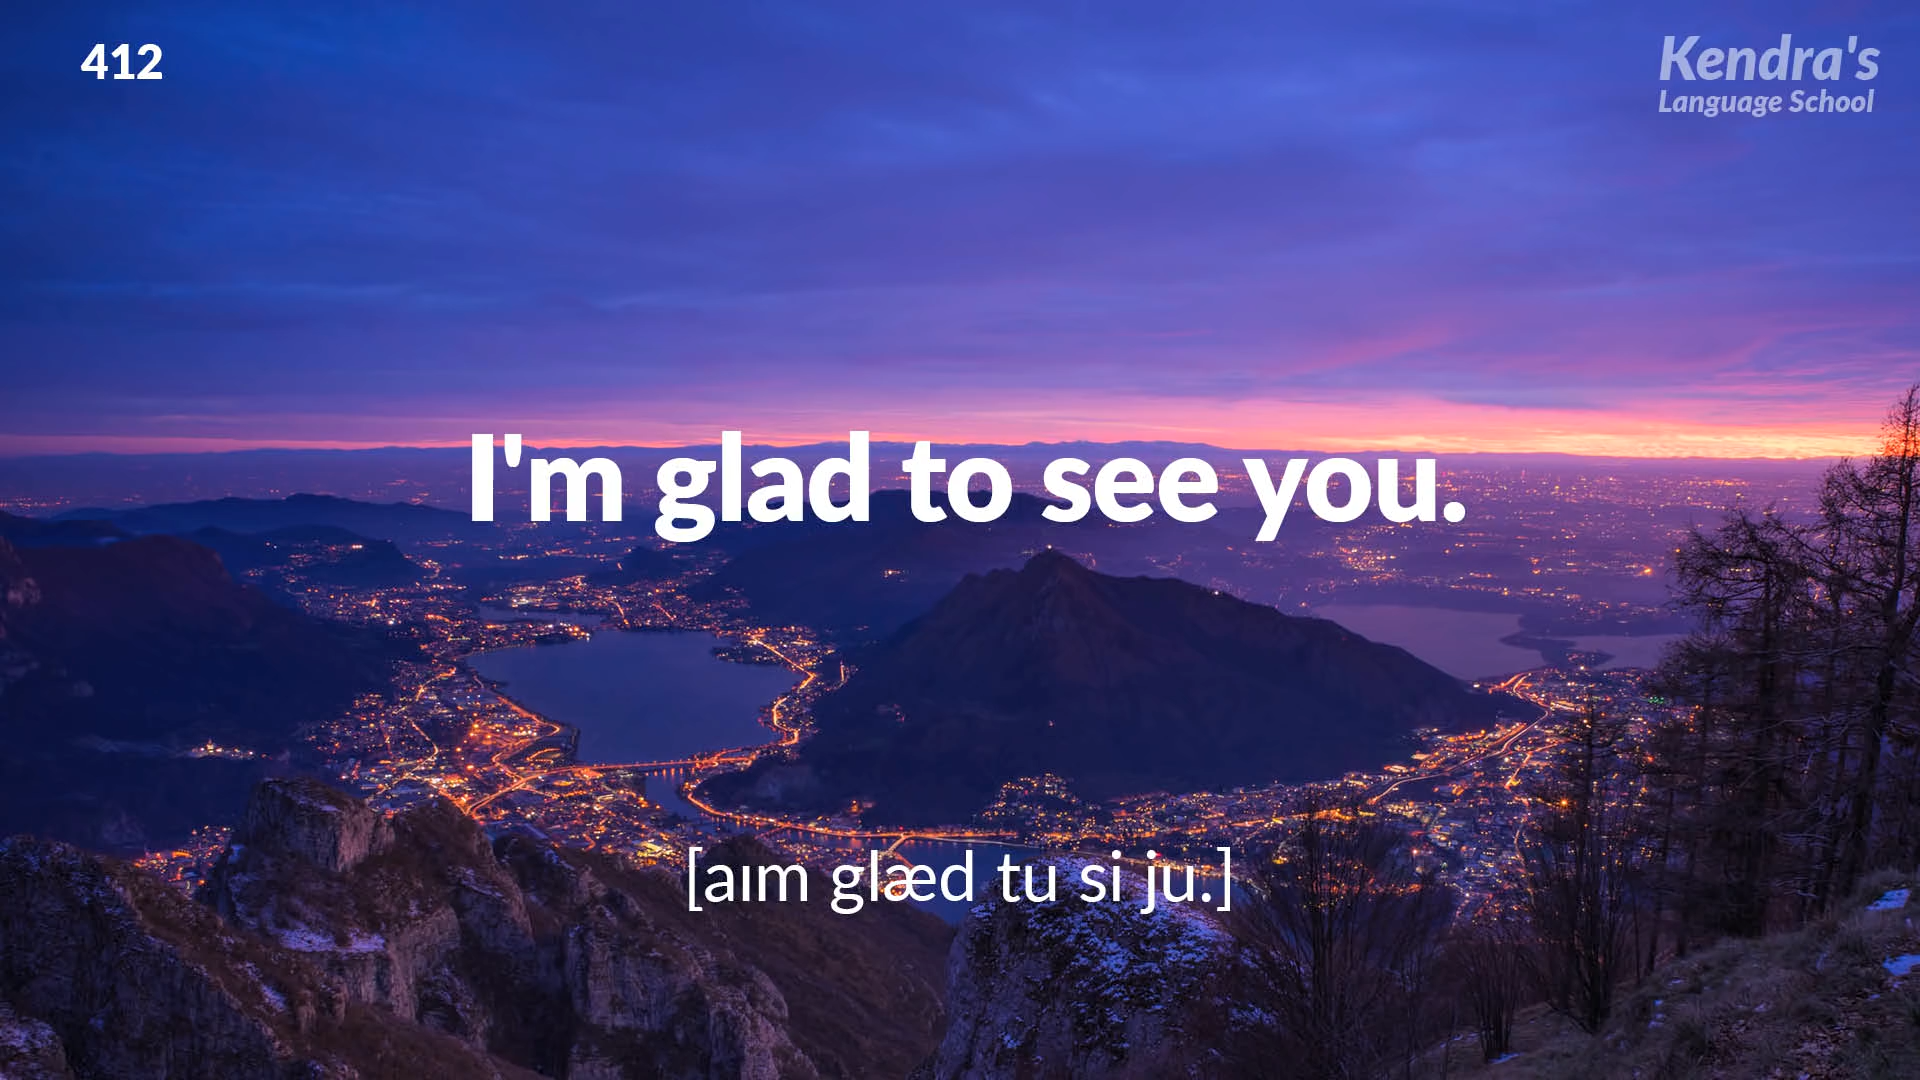 412
Kendra's
Language School
I'm glad to see you.
[aɪm glæd tu si ju.]